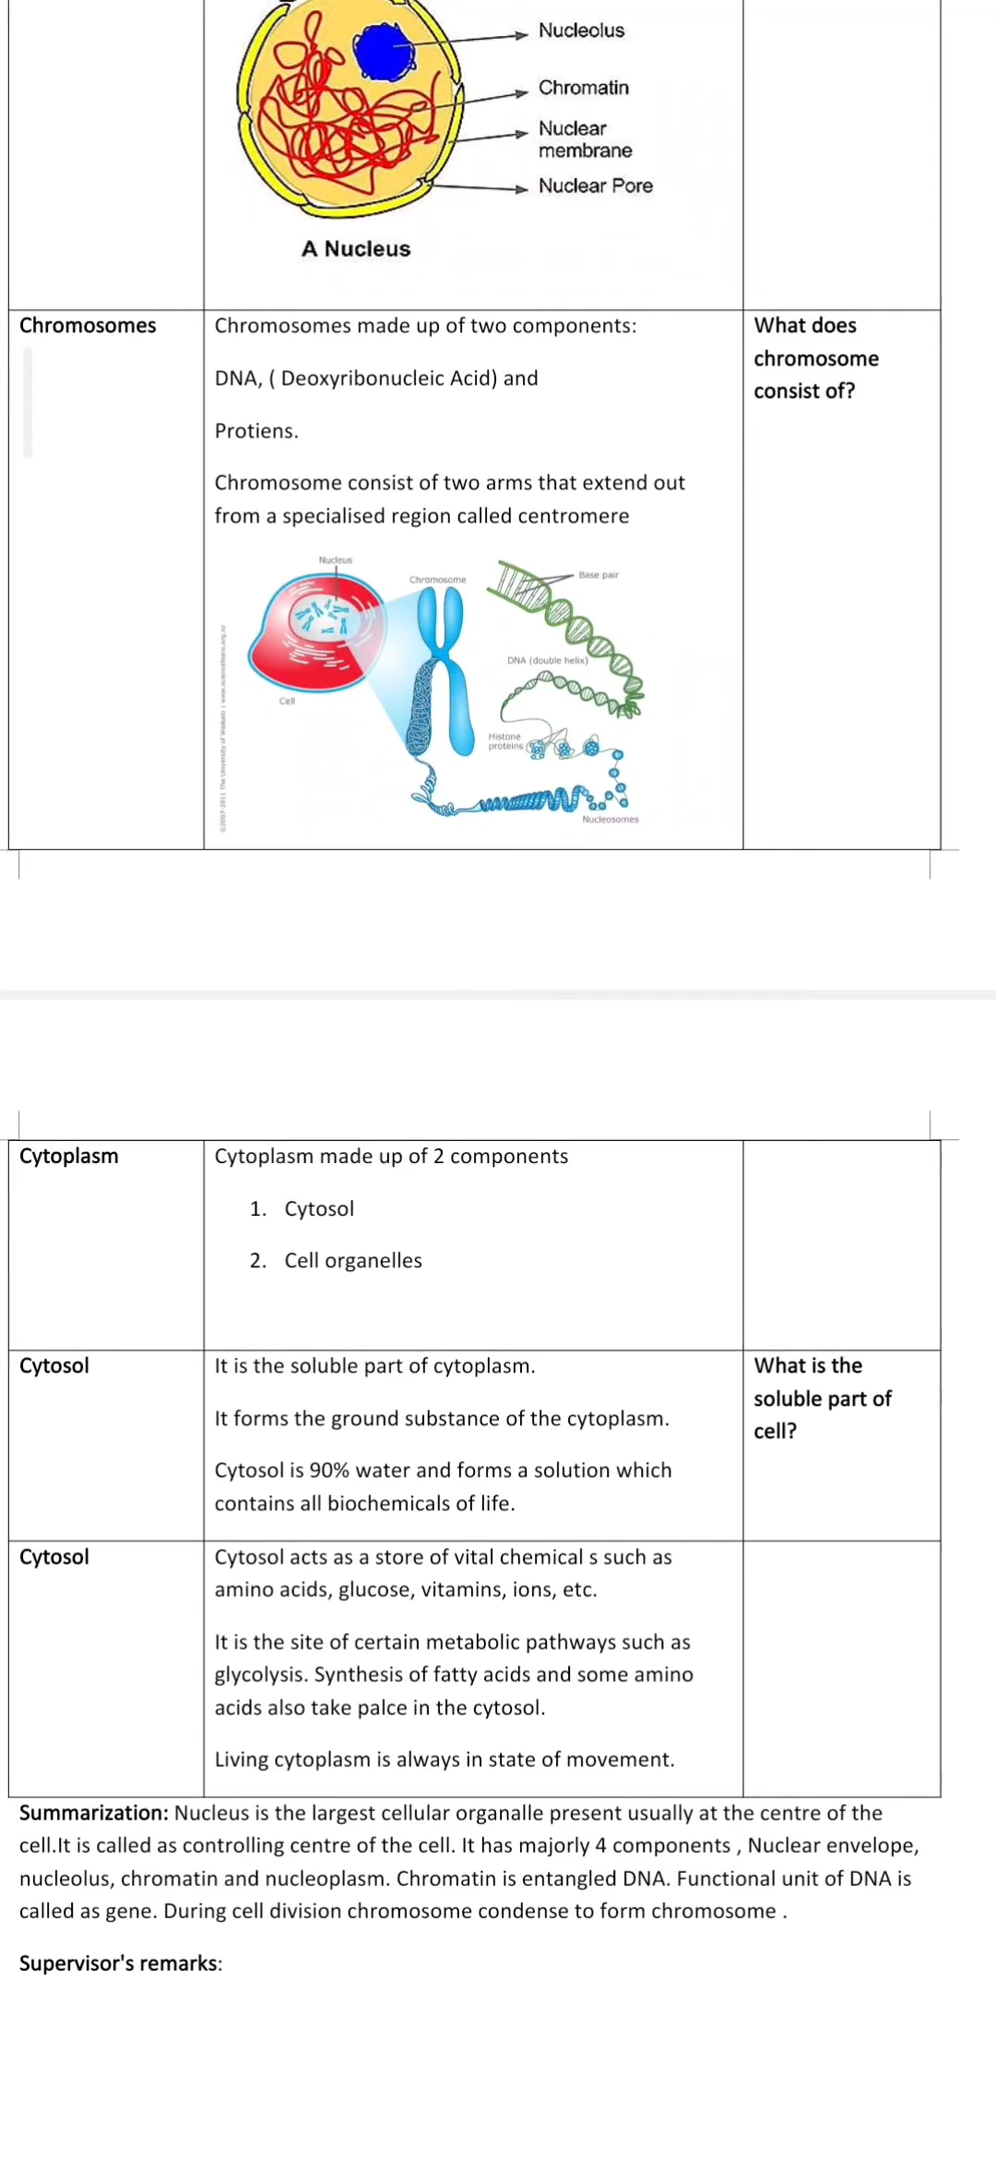 Nucleolus
Chromatin
Nuclear
membrane
Nuclear Pore
A Nucleus
Chromosomes
Chromosomes made up of two components:
DNA, ( Deoxyribonucleic Acid) and
Protiens.
Chromosome consist of two arms that extend out
from a specialised region called centromere
What does
chromosome
consist of?
Nucleus
Chromosome
Base pair
DNA (double helix)
Cell
Histone
proteins
Nucleosomes
©2007-2011 The University of Waikato | www.sciencelearn.org.nz
Cytoplasm
Cytoplasm made up of 2 components
1. Cytosol
2. Cell organelles
Cytosol
It is the soluble part of cytoplasm.
It forms the ground substance of the cytoplasm.
Cytosol is 90% water and forms a solution which
contains all biochemicals of life.
What is the
soluble part of
cell?
Cytosol
Cytosol acts as a store of vital chemical s such as
amino acids, glucose, vitamins, ions, etc.
It is the site of certain metabolic pathways such as
glycolysis. Synthesis of fatty acids and some amino
acids also take palce in the cytosol.
Living cytoplasm is always in state of movement.
Summarization: Nucleus is the largest cellular organalle present usually at the centre of the
cell.It is called as controlling centre of the cell. It has majorly 4 components , Nuclear envelope,
nucleolus, chromatin and nucleoplasm. Chromatin is entangled DNA. Functional unit of DNA is
called as gene. During cell division chromosome condense to form chromosome .
Supervisor's remarks: